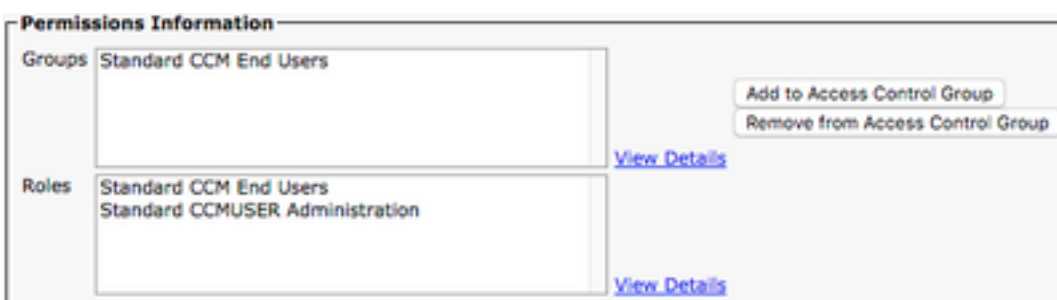 Permissions Information
Groups Standard CCM End Users
Add to Access Control Group
Remove from Access Control Group
View Details
Roles Standard CCM End Users
Standard CCMUSER Administration
View Details